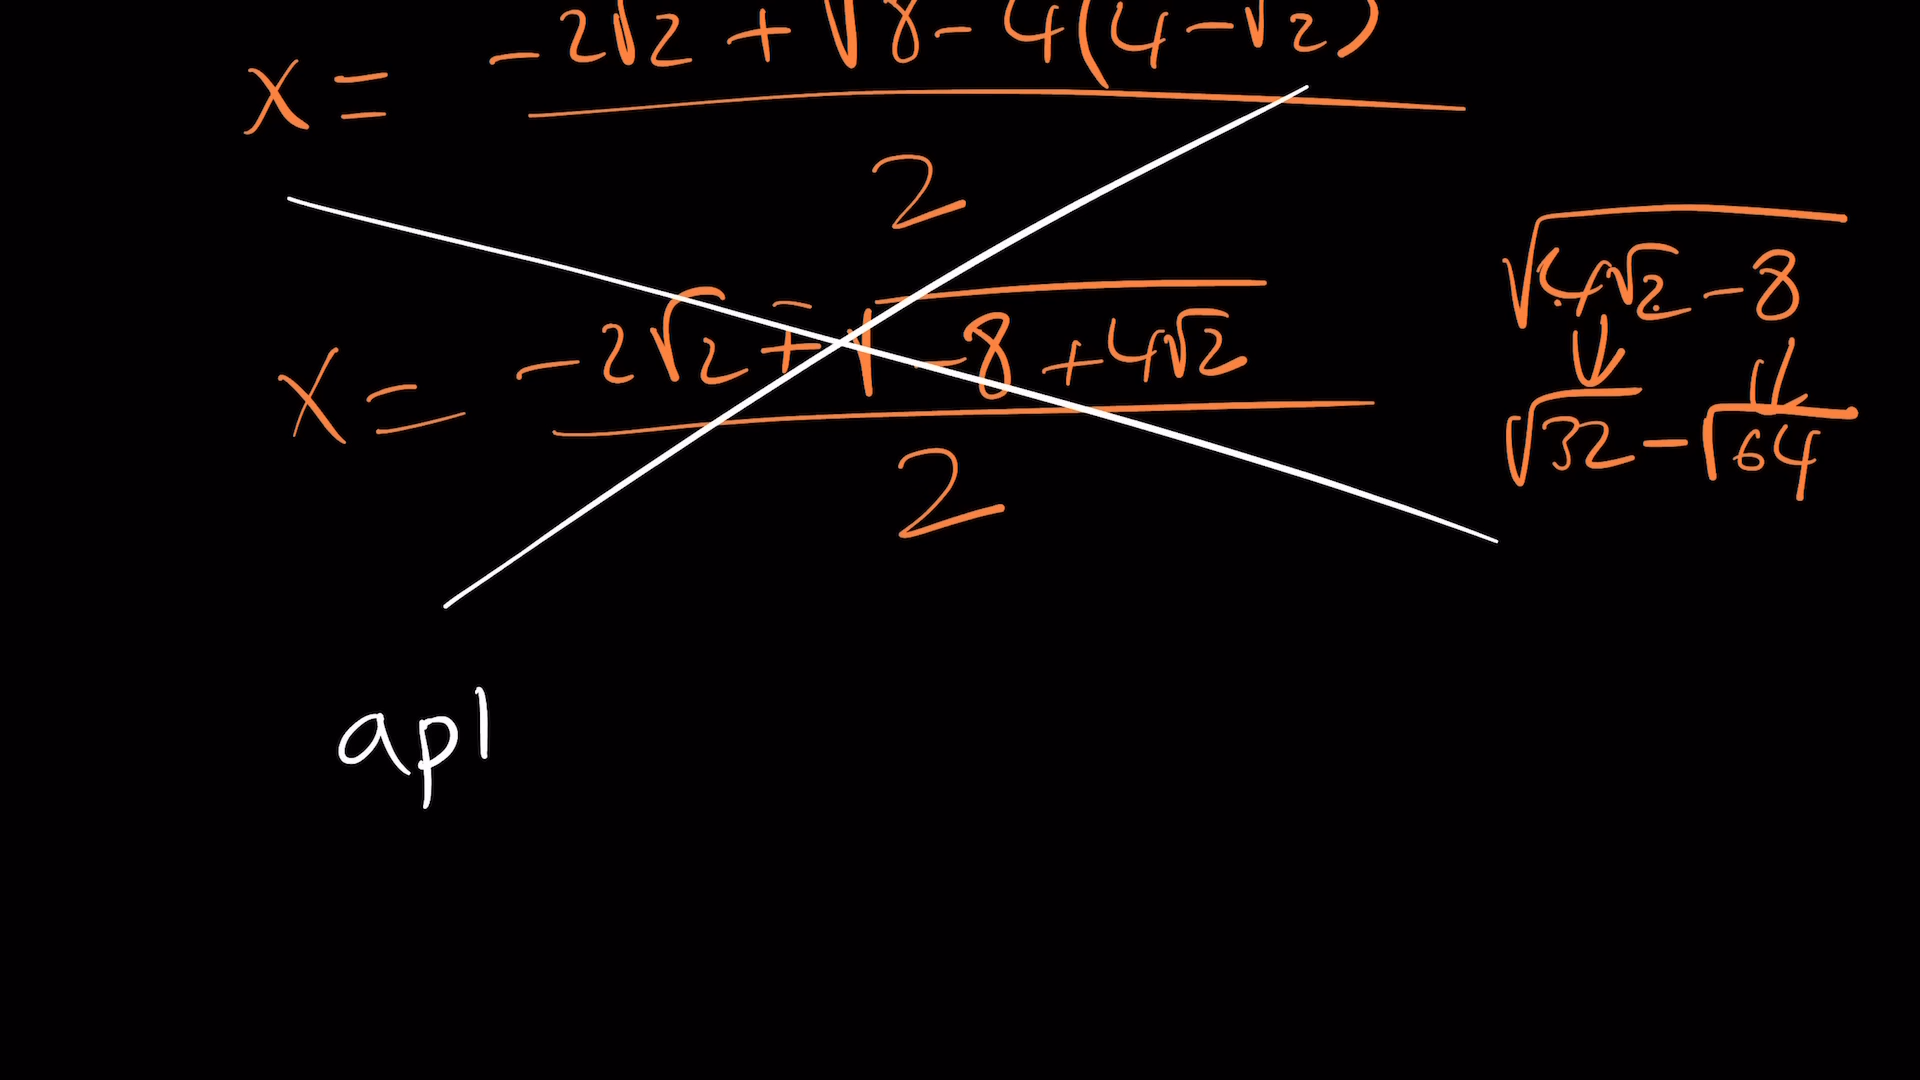 x = -2√2 + √8 - 4(4 - √2)
2
x = -2√2 ∓ √-8 + 4√2
2
√4√2 - 8
√32 - √64
apl